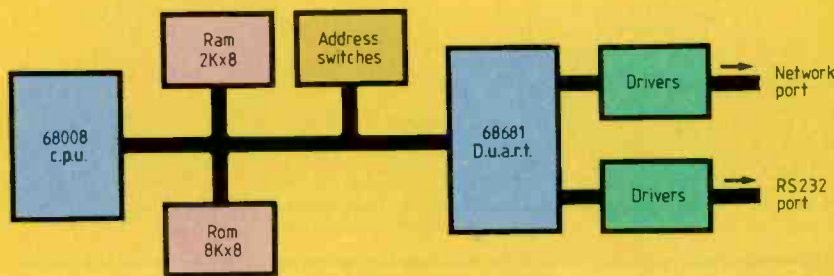 Ram
2Kx8
Address
switches
68008
c.p.u.
68681
D.u.a.r.t.
Drivers
Network
port
Drivers
RS232
port
Rom
8Kx8